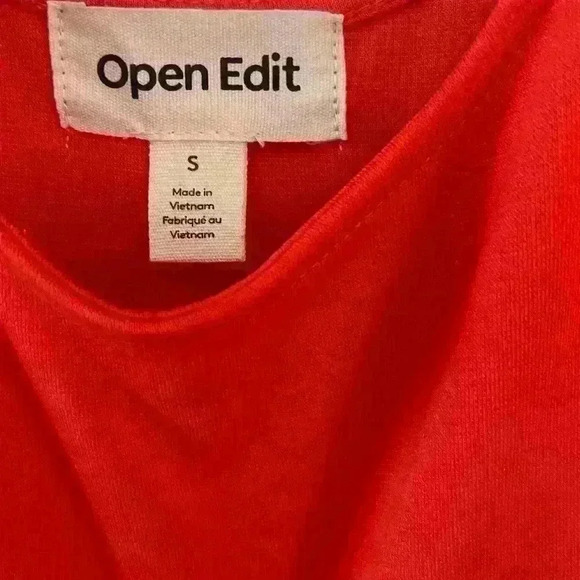 Open Edit
S
Made in
Vietnam
Fabriqué au
Vietnam